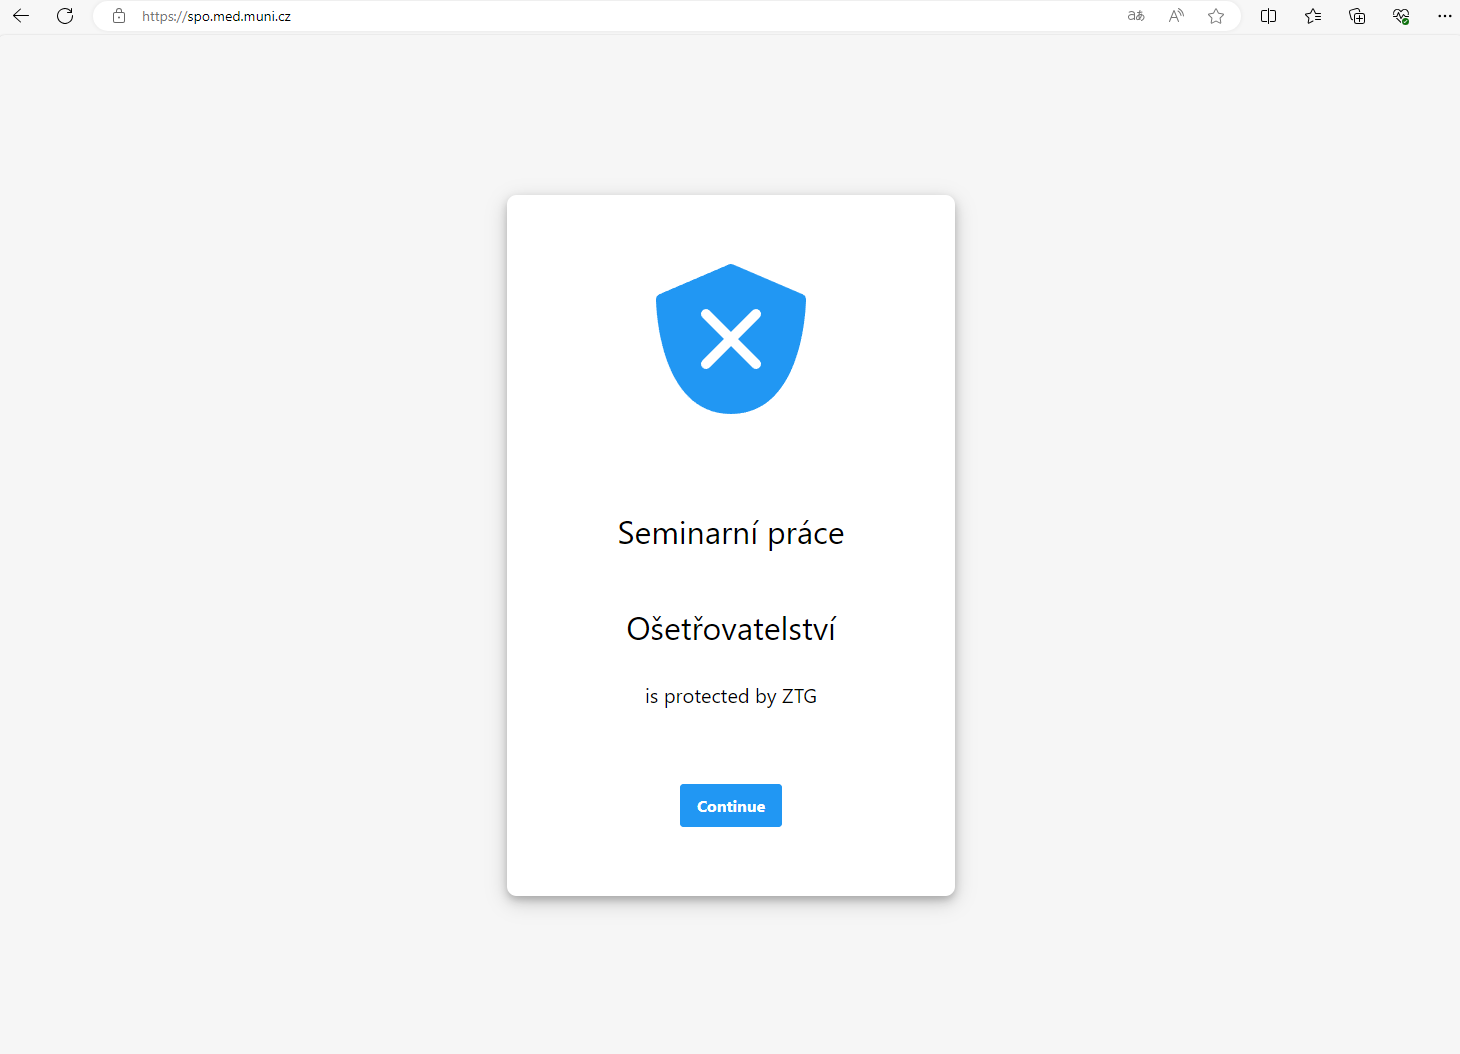 https://spo.med.muni.cz
Seminarní práce
Ošetřovatelství
is protected by ZTG
Continue